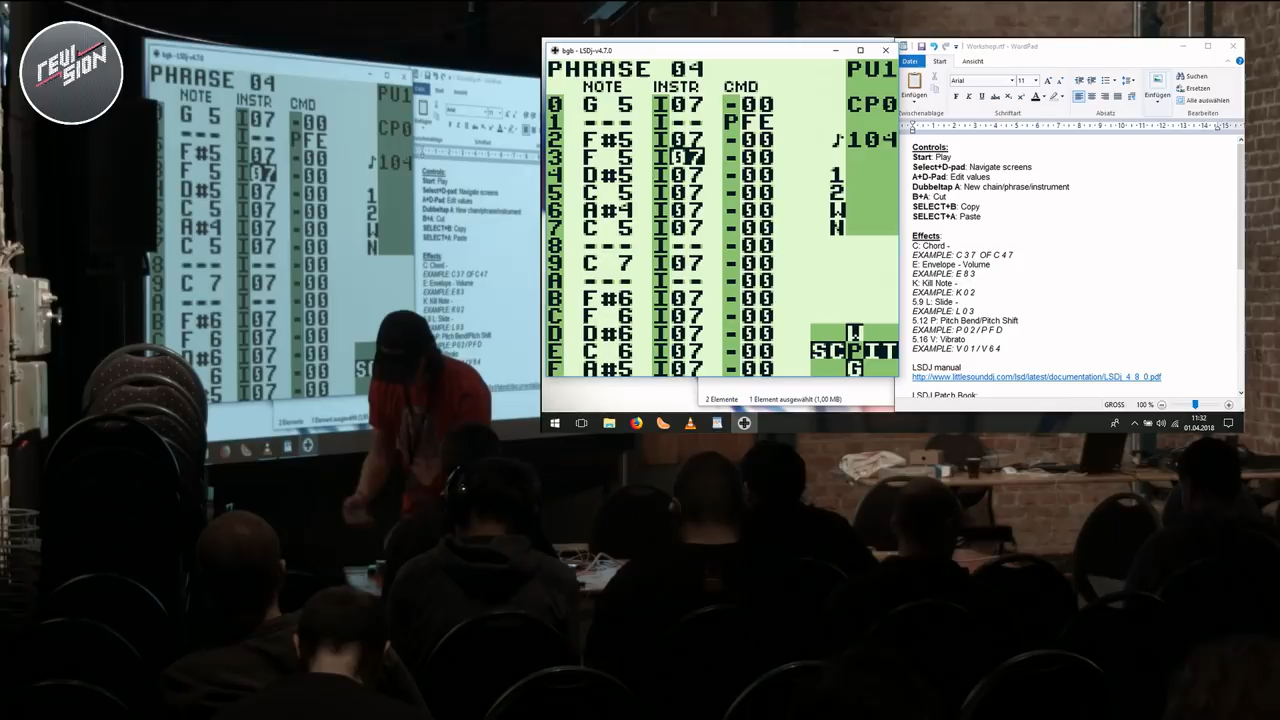 REVISION
bgb - LSDj-v4.7.0
PHRASE 04
PU1
NOTE INSTR CMD
0 G 5 I07 -00 CP0
1 --- I-- PFE
2 F#5 I07 -00 ♪104
3 F 5 I57 -00
4 D#5 I07 -00 1
5 C 5 I07 -00 2
6 A#4 I07 -00 W
7 C 5 I07 -00 N
8 --- I-- -00
9 C 7 I07 -00
A --- I-- -00
B F#6 I07 -00
C F 6 I07 -00
D D#6 I07 -00
E C 6 I07 -00
F A#5 I07 -00
SCPIT
G
2 Elemente 1 Element ausgewählt (1,00 MB)
Workshop.rtf - WordPad
Datei Start Ansicht
Einfügen
Arial 11
Einfügen
Suchen
Ersetzen
Alle auswählen
Zwischenablage Schriftart Absatz Bearbeiten
Controls:
Start: Play
Select+D-pad: Navigate screens
A+D-Pad: Edit values
Dubbeltap A: New chain/phrase/instrument
B+A: Cut
SELECT+B: Copy
SELECT+A: Paste
Effects:
C: Chord -
EXAMPLE: C 3 7 OF C 4 7
E: Envelope - Volume
EXAMPLE: E 8 3
K: Kill Note -
EXAMPLE: K 0 2
5.9 L: Slide -
EXAMPLE: L 0 3
5.12 P: Pitch Bend/Pitch Shift
EXAMPLE: P 0 2 / P F D
5.16 V: Vibrato
EXAMPLE: V 0 1 / V 6 4
LSDJ manual
http://www.littlesounddj.com/lsd/latest/documentation/LSDj_4_8_0.pdf
LSDJ Patch Book:
GROSS 100 %
11:32
01.04.2018